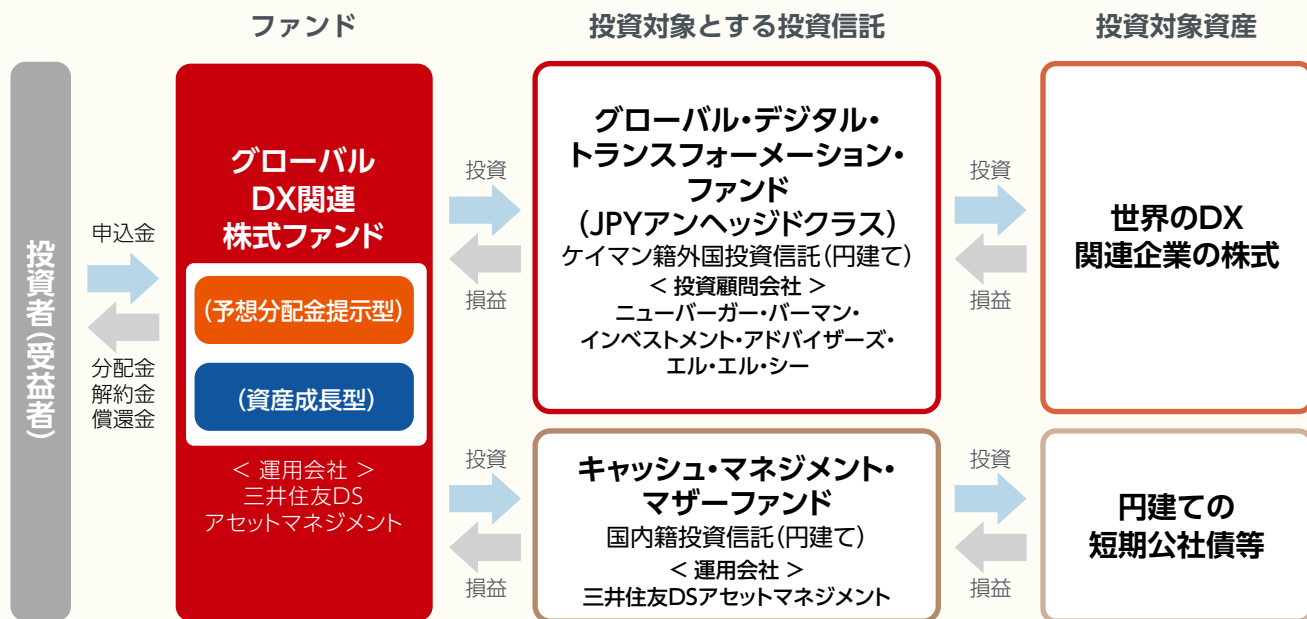 ファンド
投資対象とする投資信託
投資対象資産
投資者(受益者)
申込金
分配金
解約金
償還金
グローバル
DX関連
株式ファンド
(予想分配金提示型)
(資産成長型)
＜ 運用会社 ＞
三井住友DS
アセットマネジメント
投資
損益
グローバル・デジタル・
トランスフォーメーション・
ファンド
(JPYアンヘッジドクラス)
ケイマン籍外国投資信託(円建て)
＜ 投資顧問会社 ＞
ニューバーガー・バーマン・
インベストメント・アドバイザーズ・
エル・エル・シー
投資
損益
世界のDX
関連企業の株式
投資
損益
キャッシュ・マネジメント・
マザーファンド
国内籍投資信託(円建て)
＜ 運用会社 ＞
三井住友DSアセットマネジメント
投資
損益
円建ての
短期公社債等